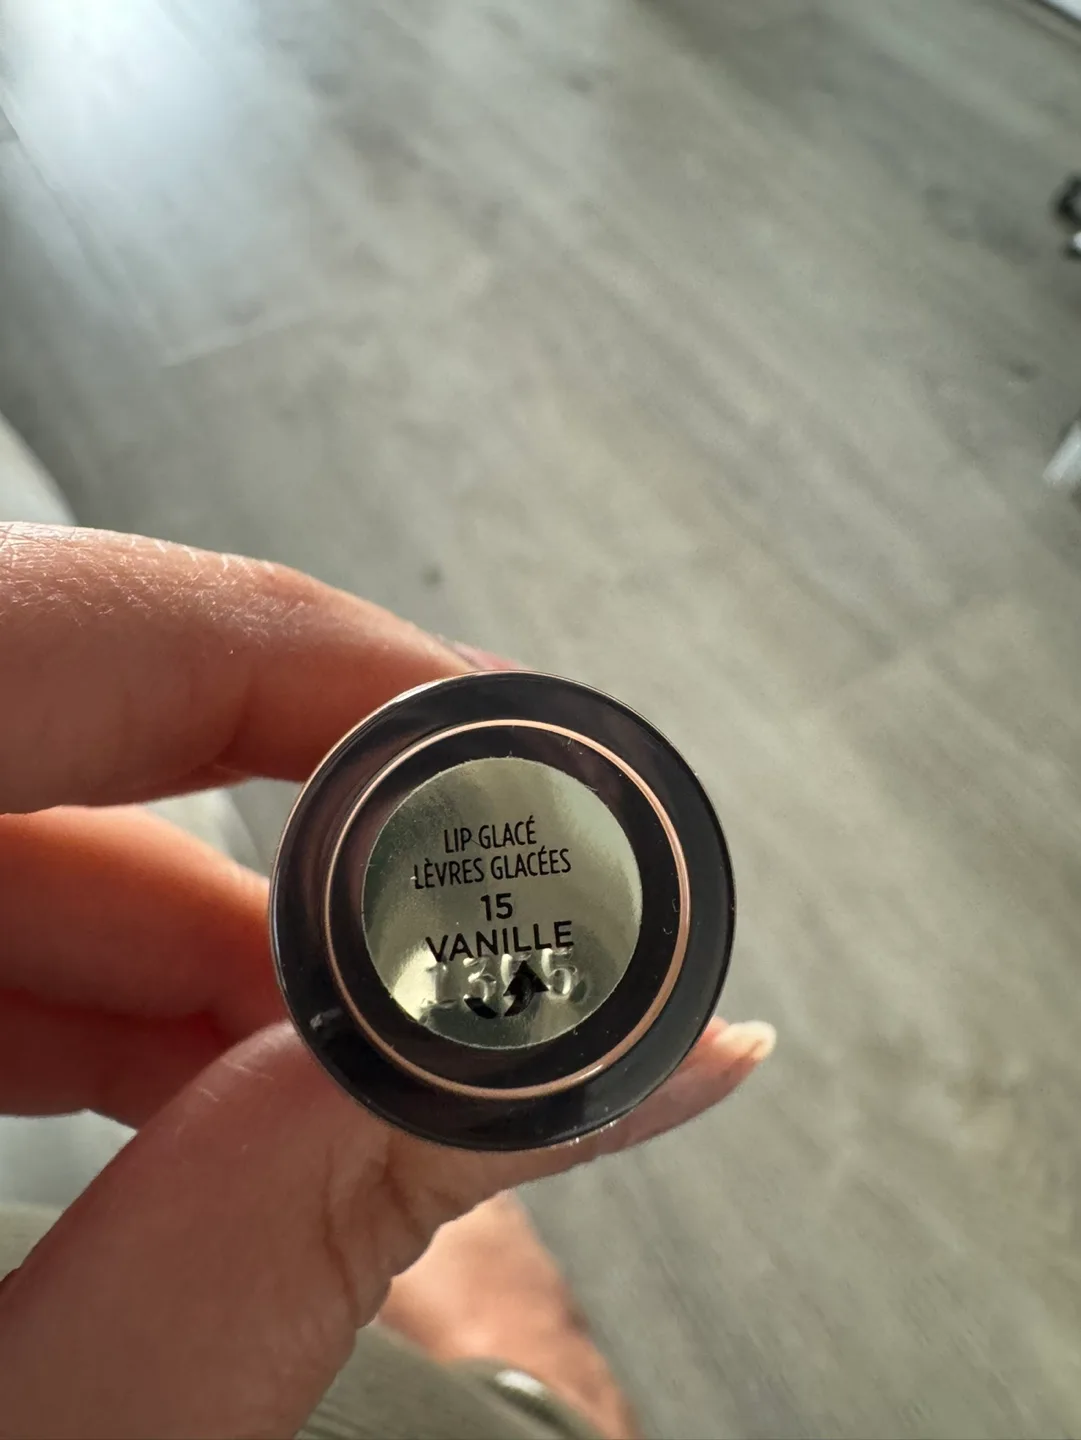 LIP GLACÉ
LÈVRES GLACÉES
15
VANILLE